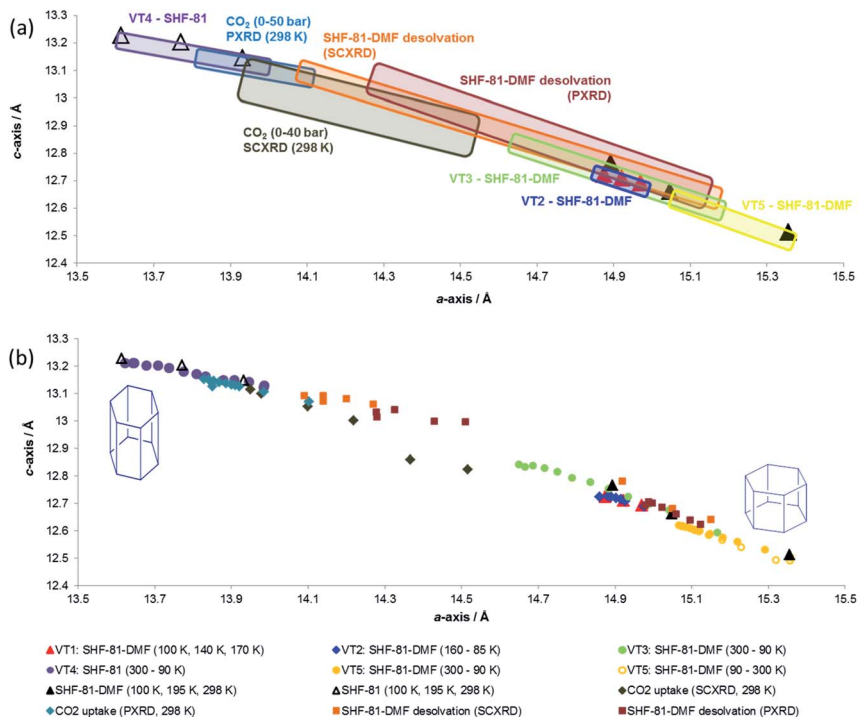 (a)
VT4 - SHF-81
CO₂ (0-50 bar)
PXRD (298 K)
SHF-81-DMF desolvation
(SCXRD)
SHF-81-DMF desolvation
(PXRD)
CO₂ (0-40 bar)
SCXRD (298 K)
VT3 - SHF-81-DMF
VT2 - SHF-81-DMF
VT5 - SHF-81-DMF
c-axis / Å
13.3
13.2
13.1
13
12.9
12.8
12.7
12.6
12.5
12.4
13.5 13.7 13.9 14.1 14.3 14.5 14.7 14.9 15.1 15.3 15.5
a-axis / Å
(b)
c-axis / Å
13.3
13.2
13.1
13
12.9
12.8
12.7
12.6
12.5
12.4
13.5 13.7 13.9 14.1 14.3 14.5 14.7 14.9 15.1 15.3 15.5
a-axis / Å
VT1: SHF-81-DMF (100 K, 140 K, 170 K) VT2: SHF-81-DMF (160 - 85 K) VT3: SHF-81-DMF (300 - 90 K)
VT4: SHF-81 (300 - 90 K) VT5: SHF-81-DMF (300 - 90 K) VT5: SHF-81-DMF (90 - 300 K)
SHF-81-DMF (100 K, 195 K, 298 K) SHF-81 (100 K, 195 K, 298 K) CO2 uptake (SCXRD, 298 K)
CO2 uptake (PXRD, 298 K) SHF-81-DMF desolvation (SCXRD) SHF-81-DMF desolvation (PXRD)